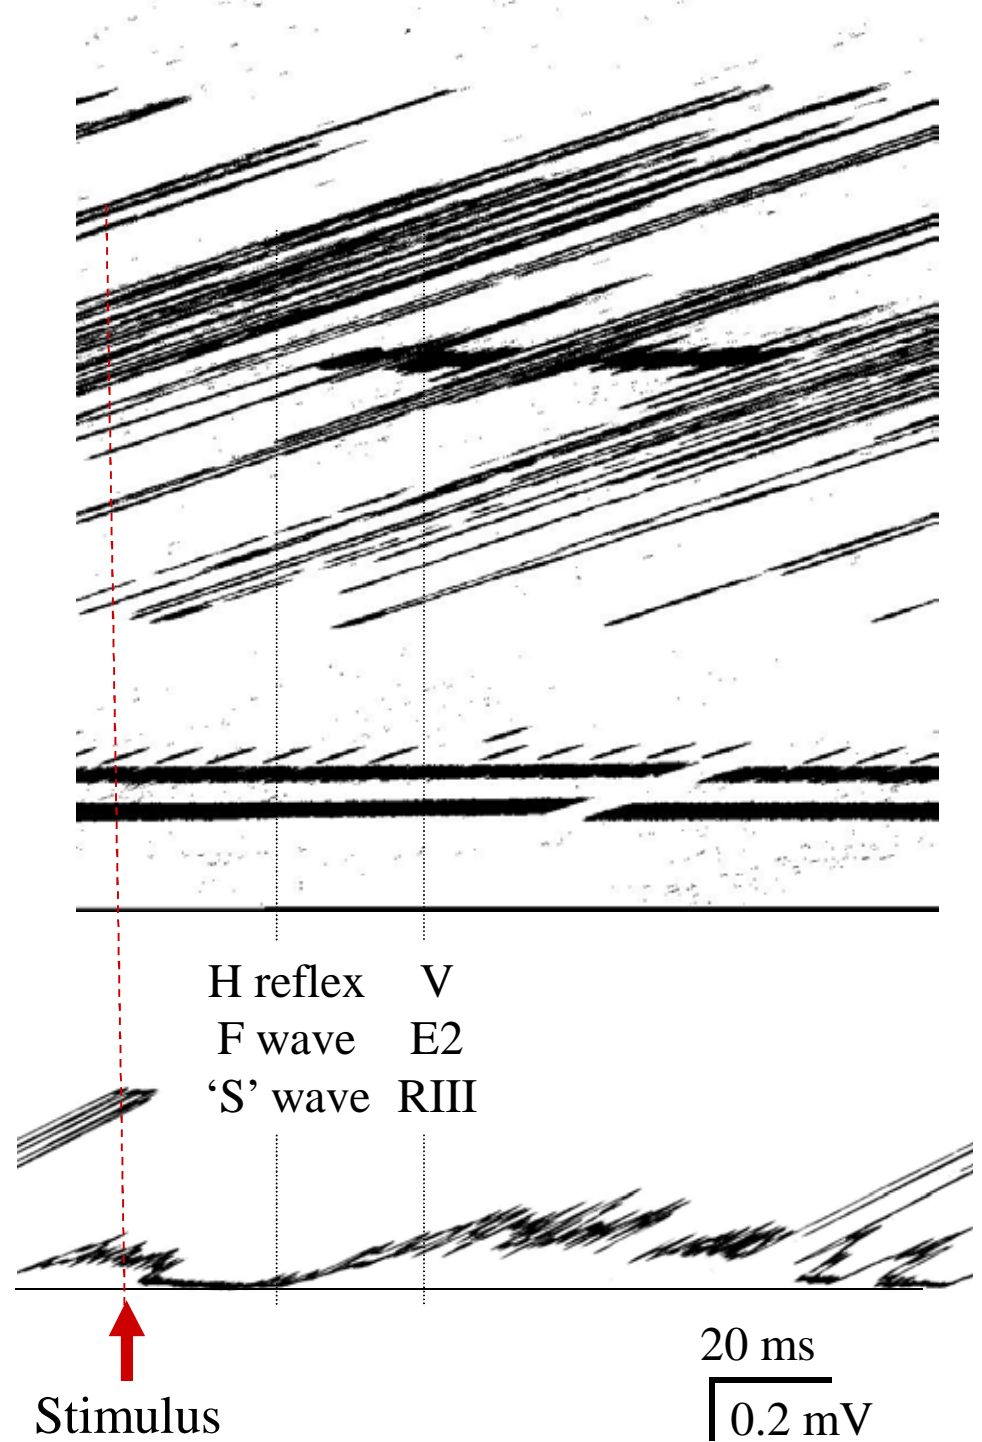 H reflex V
F wave E2
‘S’ wave RIII
20 ms
0.2 mV
Stimulus